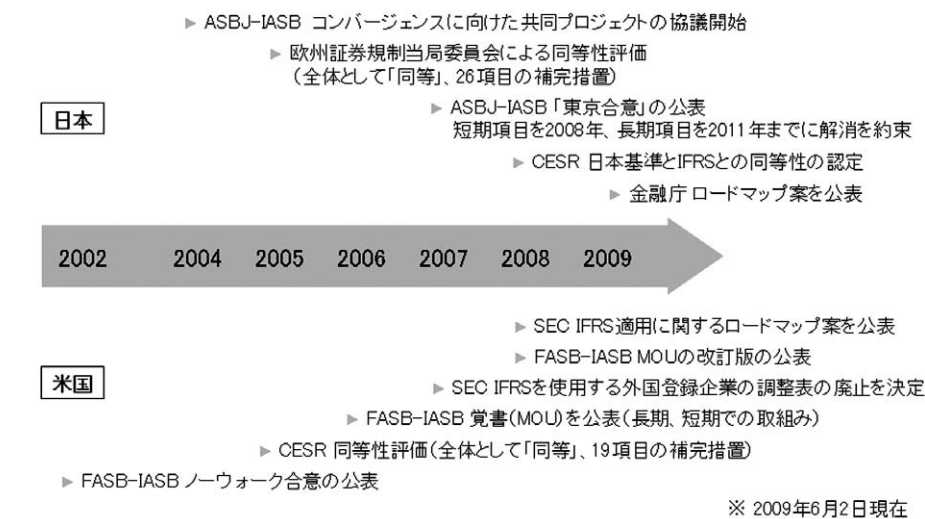 ▶ ASBJ-IASB コンバージェンスに向けた共同プロジェクトの協議開始
▶ 欧州証券規制当局委員会による同等性評価
（全体として「同等」、26項目の補完措置）
日本
▶ ASBJ-IASB 「東京合意」の公表
短期項目を2008年、長期項目を2011年までに解消を約束
▶ CESR 日本基準とIFRSとの同等性の認定
▶ 金融庁 ロードマップ案を公表
2002 2004 2005 2006 2007 2008 2009
▶ SEC IFRS適用に関するロードマップ案を公表
▶ FASB-IASB MOUの改訂版の公表
米国
▶ SEC IFRSを使用する外国登録企業の調整表の廃止を決定
▶ FASB-IASB 覚書（MOU）を公表（長期、短期での取組み）
▶ CESR 同等性評価（全体として「同等」、19項目の補完措置）
▶ FASB-IASB ノーウォーク合意の公表
※ 2009年6月2日現在